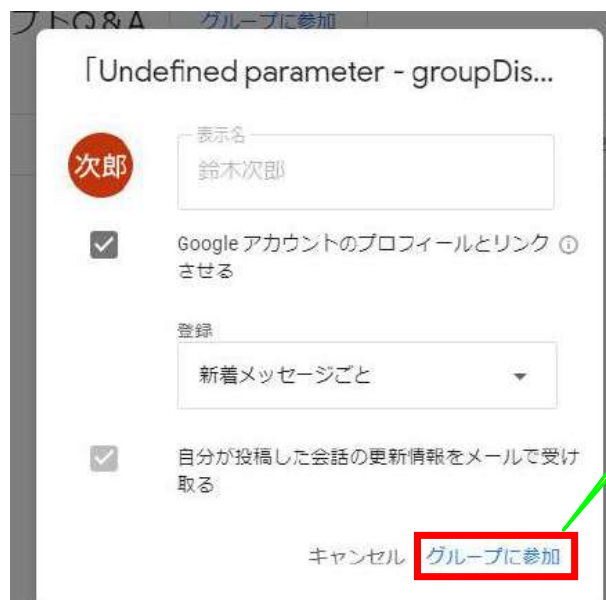 プトQ&A グループに参加
「Undefined parameter - groupDis...
次郎
表示名
鈴木次郎
Google アカウントのプロフィールとリンク
させる
登録
新着メッセージごと
自分が投稿した会話の更新情報をメールで受け
取る
キャンセル グループに参加